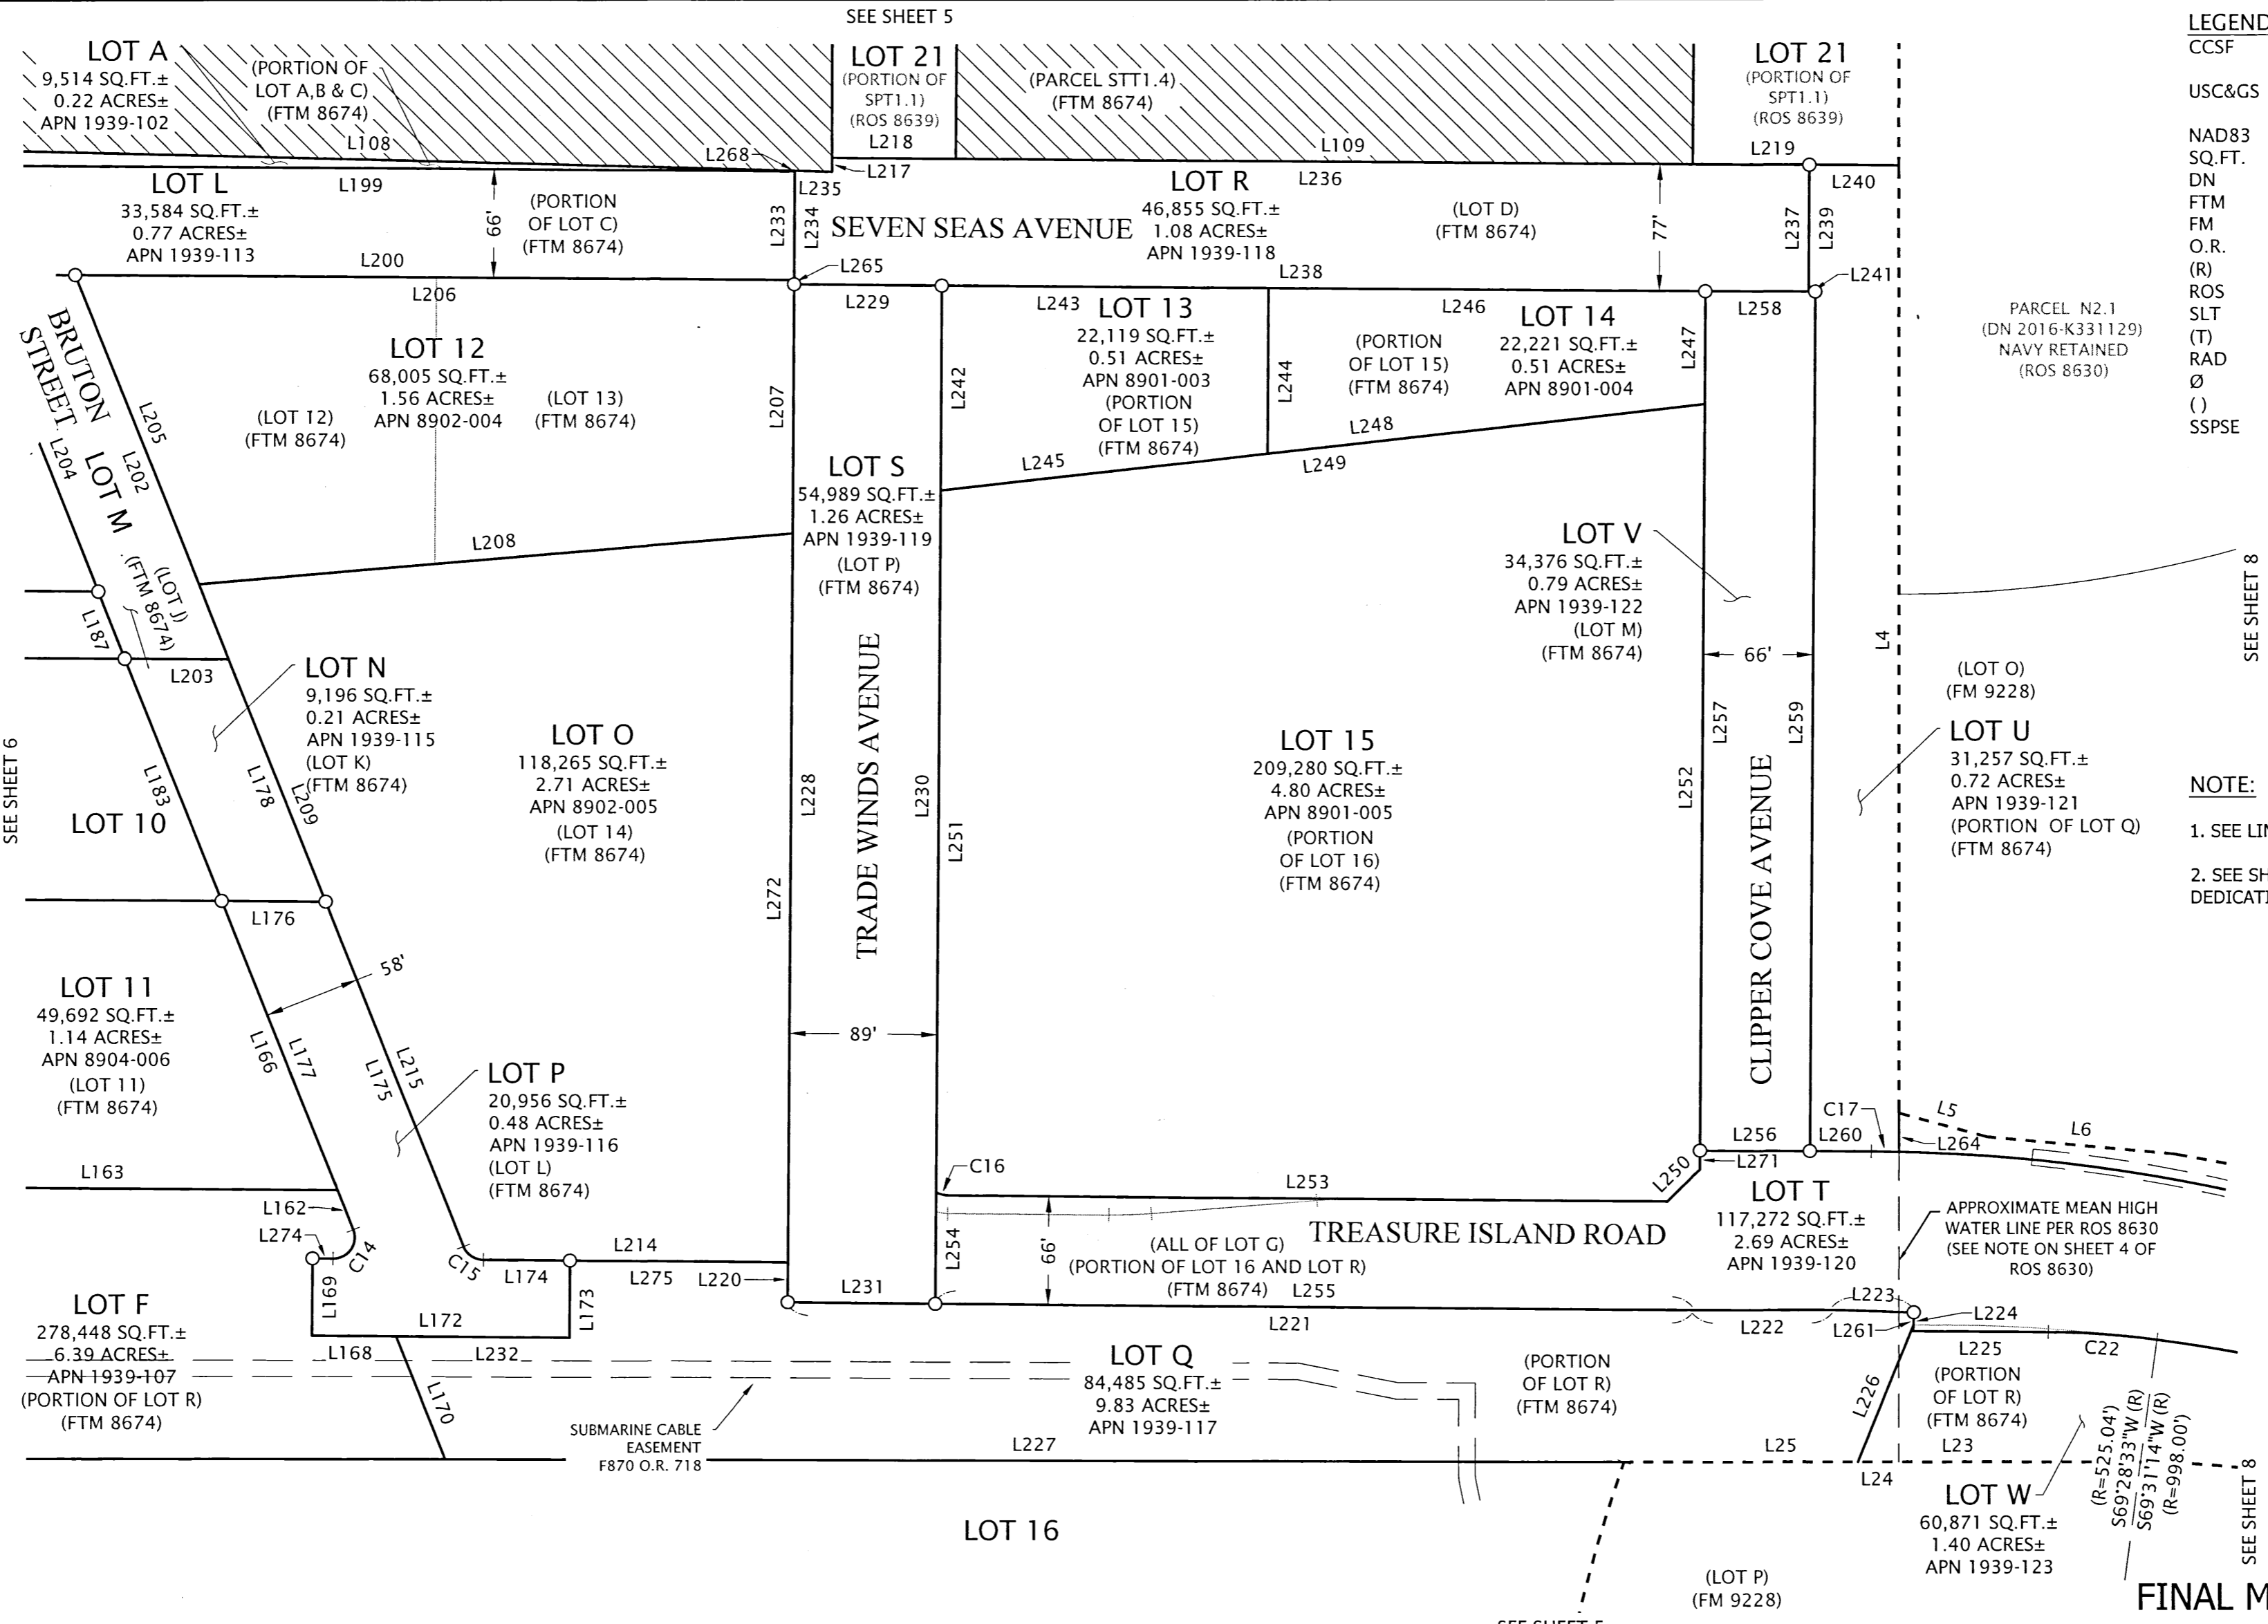 SEE SHEET 5
LOT A
9,514 SQ.FT.±
0.22 ACRES±
APN 1939-102
(PORTION OF
LOT A,B & C)
(FTM 8674)
L108
LOT 21
(PORTION OF
SPT1.1)
(ROS 8639)
L218
(PARCEL STT1.4)
(FTM 8674)
L109
LOT 21
(PORTION OF
SPT1.1)
(ROS 8639)
L219
LEGEND
CCSF
USC&GS
NAD83
SQ.FT.
DN
FTM
FM
O.R.
(R)
ROS
SLT
(T)
RAD
Ø
( )
SSPSE
L268
L217
L199
LOT L
33,584 SQ.FT.±
0.77 ACRES±
APN 1939-113
66'
(PORTION
OF LOT C)
(FTM 8674)
L233
L234
L235
SEVEN SEAS AVENUE
LOT R
46,855 SQ.FT.±
1.08 ACRES±
APN 1939-118
L236
(LOT D)
(FTM 8674)
77'
L237
L239
L240
L241
L200
L206
L265
L229
L238
L243
L246
L258
PARCEL N2.1
(DN 2016-K331129)
NAVY RETAINED
(ROS 8630)
BRUTON
STREET
LOT M
L204
L205
L202
(LOT J)
(FTM 8674)
L187
L203
LOT 12
68,005 SQ.FT.±
1.56 ACRES±
APN 8902-004
(LOT 12)
(FTM 8674)
(LOT 13)
(FTM 8674)
L207
L208
LOT S
54,989 SQ.FT.±
1.26 ACRES±
APN 1939-119
(LOT P)
(FTM 8674)
L242
LOT 13
22,119 SQ.FT.±
0.51 ACRES±
APN 8901-003
(PORTION
OF LOT 15)
(FTM 8674)
L244
(PORTION
OF LOT 15)
(FTM 8674)
LOT 14
22,221 SQ.FT.±
0.51 ACRES±
APN 8901-004
L247
L245
L248
L249
LOT V
34,376 SQ.FT.±
0.79 ACRES±
APN 1939-122
(LOT M)
(FTM 8674)
66'
L4
SEE SHEET 8
(LOT O)
(FM 9228)
LOT U
31,257 SQ.FT.±
0.72 ACRES±
APN 1939-121
(PORTION OF LOT Q)
(FTM 8674)
NOTE:
1. SEE LIN
2. SEE SH
DEDICATI
SEE SHEET 6
LOT N
9,196 SQ.FT.±
0.21 ACRES±
APN 1939-115
(LOT K)
(FTM 8674)
L183
L178
L209
LOT 10
L176
LOT O
118,265 SQ.FT.±
2.71 ACRES±
APN 8902-005
(LOT 14)
(FTM 8674)
L228
L272
TRADE WINDS AVENUE
L230
L251
LOT 15
209,280 SQ.FT.±
4.80 ACRES±
APN 8901-005
(PORTION
OF LOT 16)
(FTM 8674)
L257
L252
L259
CLIPPER COVE AVENUE
58'
89'
LOT 11
49,692 SQ.FT.±
1.14 ACRES±
APN 8904-006
(LOT 11)
(FTM 8674)
L166
L177
L175
L215
LOT P
20,956 SQ.FT.±
0.48 ACRES±
APN 1939-116
(LOT L)
(FTM 8674)
L163
L162
L274
C14
C15
L174
L214
L275
L220
C16
L253
L250
L271
L256
L260
C17
L264
L5
L6
L254
66'
TREASURE ISLAND ROAD
(ALL OF LOT G)
(PORTION OF LOT 16 AND LOT R)
(FTM 8674)
L255
LOT T
117,272 SQ.FT.±
2.69 ACRES±
APN 1939-120
APPROXIMATE MEAN HIGH
WATER LINE PER ROS 8630
(SEE NOTE ON SHEET 4 OF
ROS 8630)
L169
L173
L231
L221
L222
L223
L261
L224
L225
C22
L172
L168
L232
L170
LOT F
278,448 SQ.FT.±
6.39 ACRES±
APN 1939-107
(PORTION OF LOT R)
(FTM 8674)
LOT Q
84,485 SQ.FT.±
9.83 ACRES±
APN 1939-117
(PORTION
OF LOT R)
(FTM 8674)
L226
(PORTION
OF LOT R)
(FTM 8674)
SUBMARINE CABLE
EASEMENT
F870 O.R. 718
L227
L25
L24
L23
(R=525.04')
S69°28'33"W (R)
S69°31'14"W (R)
(R=998.00')
LOT 16
LOT W
60,871 SQ.FT.±
1.40 ACRES±
APN 1939-123
SEE SHEET 8
(LOT P)
(FM 9228)
FINAL M
SEE SHEET 5